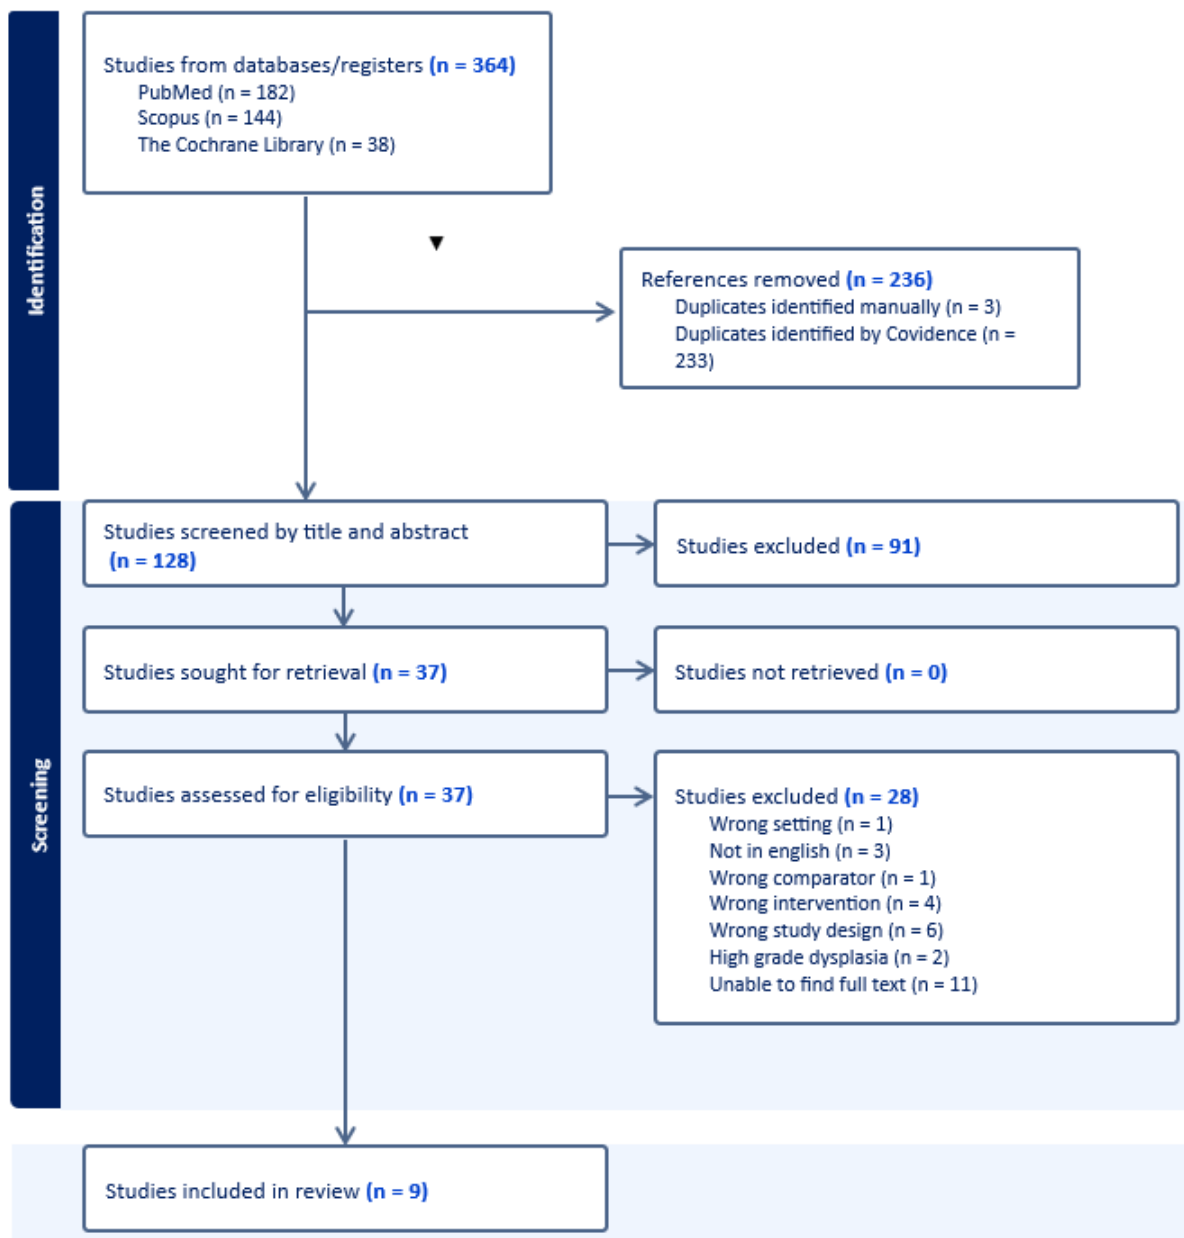 Identification
Studies from databases/registers (n = 364)
PubMed (n = 182)
Scopus (n = 144)
The Cochrane Library (n = 38)
References removed (n = 236)
Duplicates identified manually (n = 3)
Duplicates identified by Covidence (n =
233)
Screening
Studies screened by title and abstract
(n = 128)
Studies excluded (n = 91)
Studies sought for retrieval (n = 37)
Studies not retrieved (n = 0)
Studies assessed for eligibility (n = 37)
Studies excluded (n = 28)
Wrong setting (n = 1)
Not in english (n = 3)
Wrong comparator (n = 1)
Wrong intervention (n = 4)
Wrong study design (n = 6)
High grade dysplasia (n = 2)
Unable to find full text (n = 11)
Studies included in review (n = 9)